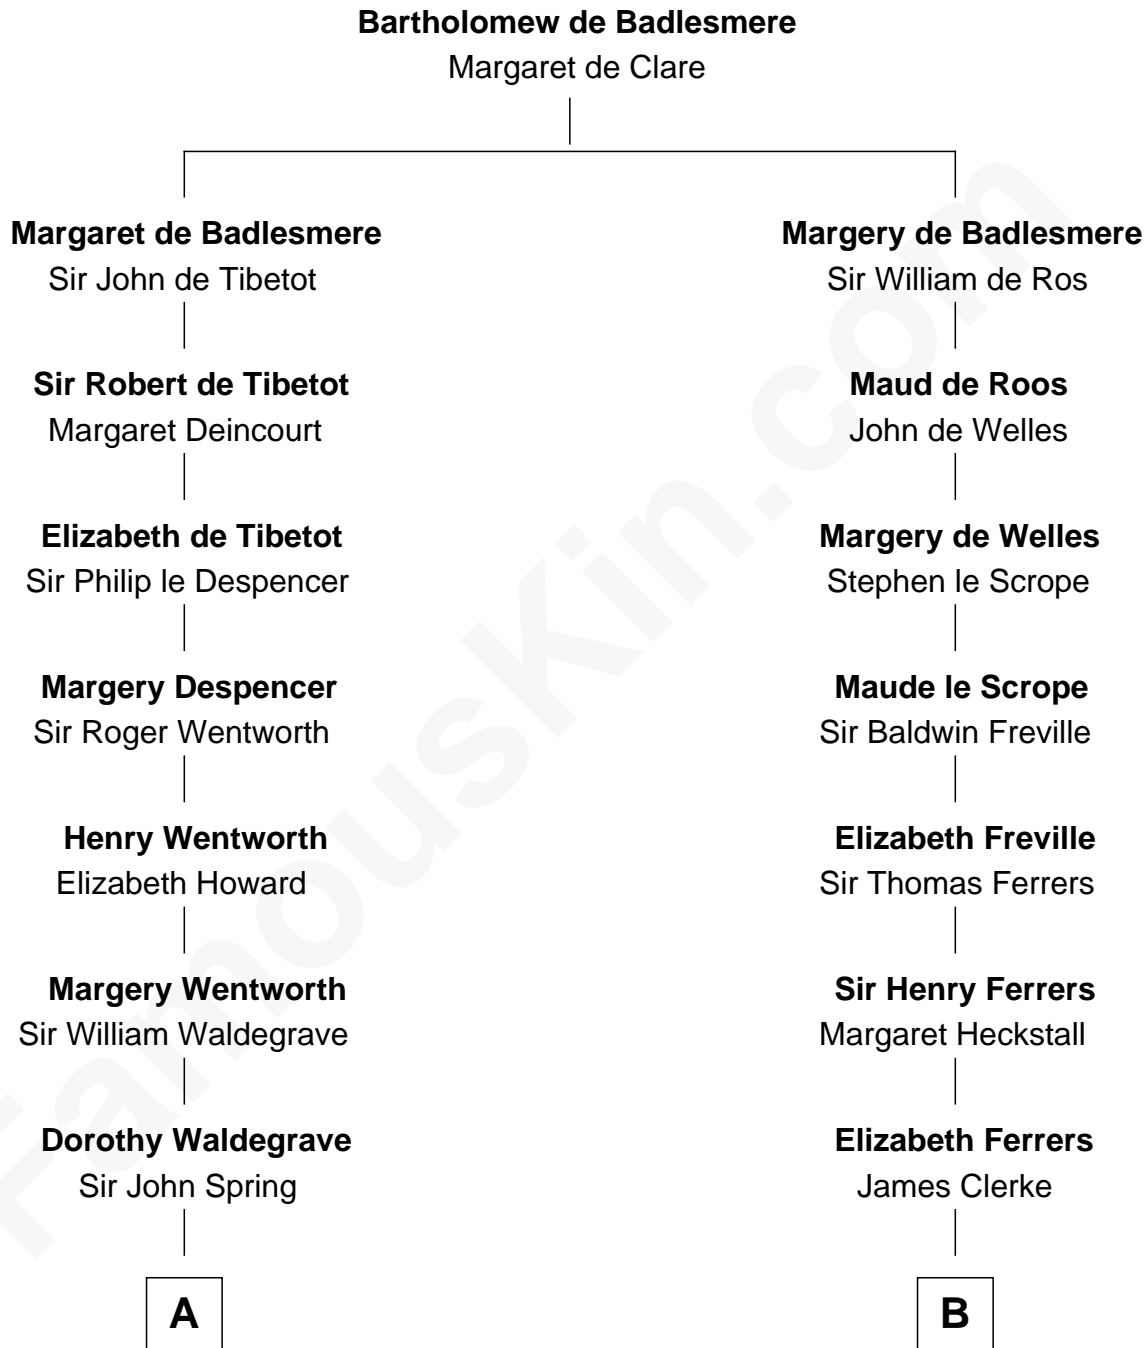 Bartholomew de Badlesmere
Margaret de Clare
Margaret de Badlesmere
Sir John de Tibetot
Margery de Badlesmere
Sir William de Ros
Sir Robert de Tibetot
Margaret Deincourt
Maud de Roos
John de Welles
Elizabeth de Tibetot
Sir Philip le Despencer
Margery de Welles
Stephen le Scrope
Margery Despencer
Sir Roger Wentworth
Maude le Scrope
Sir Baldwin Freville
Henry Wentworth
Elizabeth Howard
Elizabeth Freville
Sir Thomas Ferrers
Margery Wentworth
Sir William Waldegrave
Sir Henry Ferrers
Margaret Heckstall
Dorothy Waldegrave
Sir John Spring
Elizabeth Ferrers
James Clerke
A
B
FamousKin.com